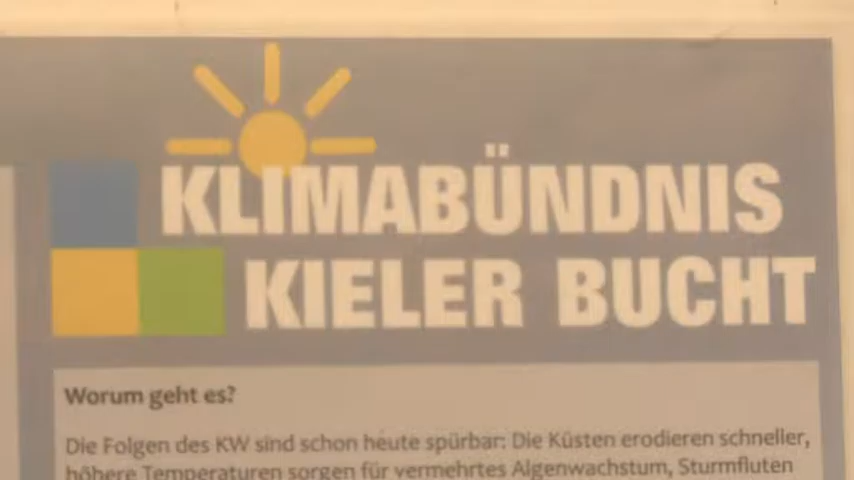 KLIMABÜNDNIS
KIELER BUCHT
Worum geht es?
Die Folgen des KW sind schon heute spürbar: Die Küsten erodieren schneller,
höhere Temperaturen sorgen für vermehrtes Algenwachstum, Sturmfluten